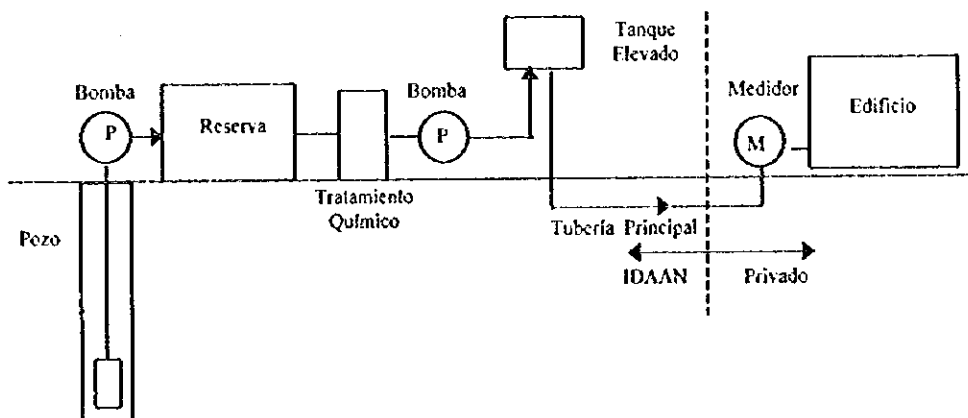 Tanque
Elevado
Bomba
Bomba
Medidor
Edificio
Reserva
P
P
M
Tratamiento
Químico
Pozo
Tubería Principal
IDAAN
Privado